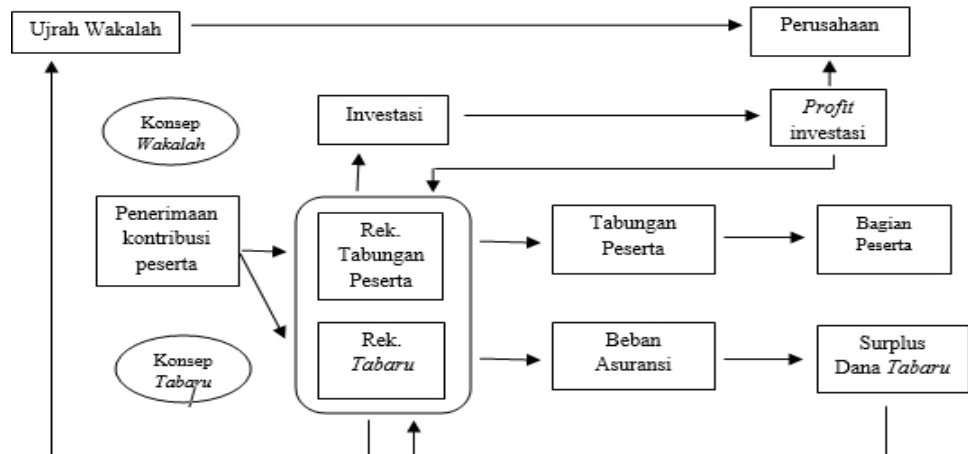 Ujrah Wakalah
Perusahaan
Konsep
Wakalah
Investasi
Profit
investasi
Penerimaan
kontribusi
peserta
Rek.
Tabungan
Peserta
Tabungan
Peserta
Bagian
Peserta
Konsep
Tabaru
Rek.
Tabaru
Beban
Asuransi
Surplus
Dana Tabaru